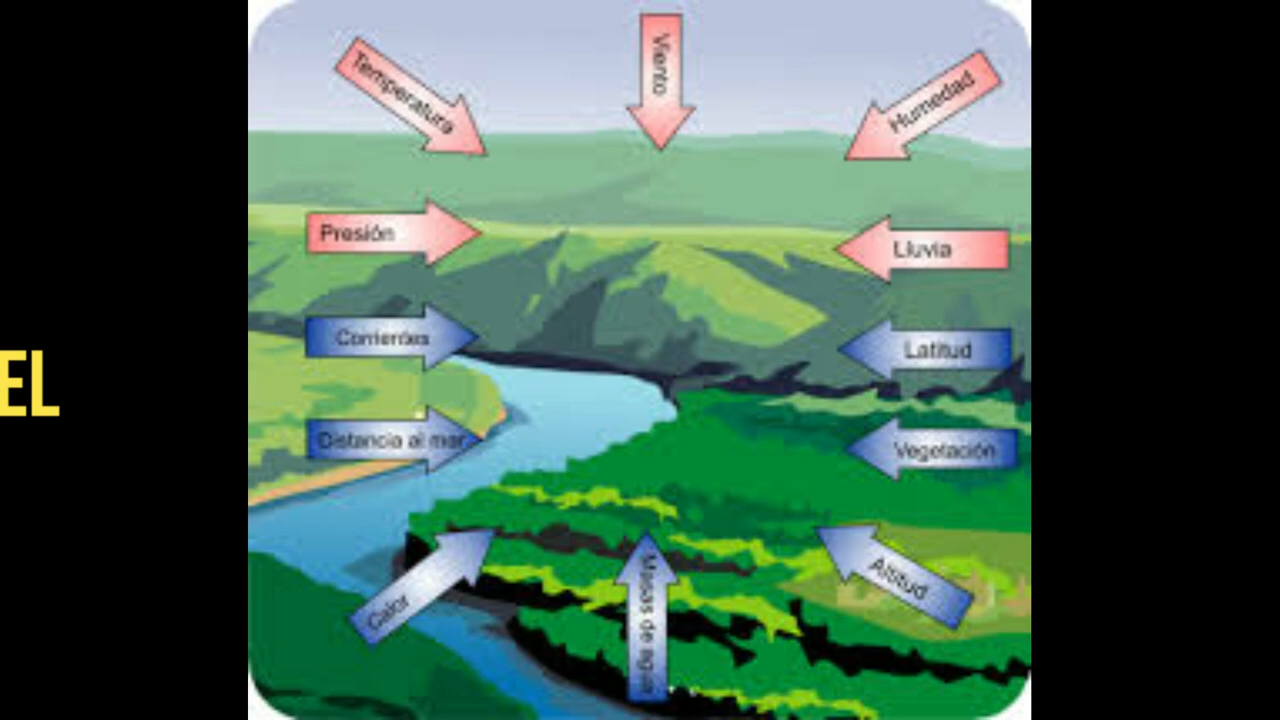 Viento
Temperatura
Humedad
Presión
Lluvia
Corrientes
Latitud
EL
Distancia al mar
Vegetación
Calor
Masas de agua
Altitud